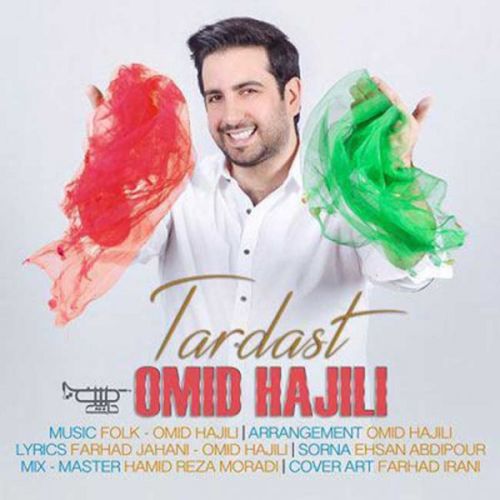 Tardast
OMID HAJILI
MUSIC FOLK - OMID HAJILI | ARRANGEMENT OMID HAJILI
LYRICS FARHAD JAHANI - OMID HAJILI | SORNA EHSAN ABDIPOUR
MIX - MASTER HAMID REZA MORADI | COVER ART FARHAD IRANI